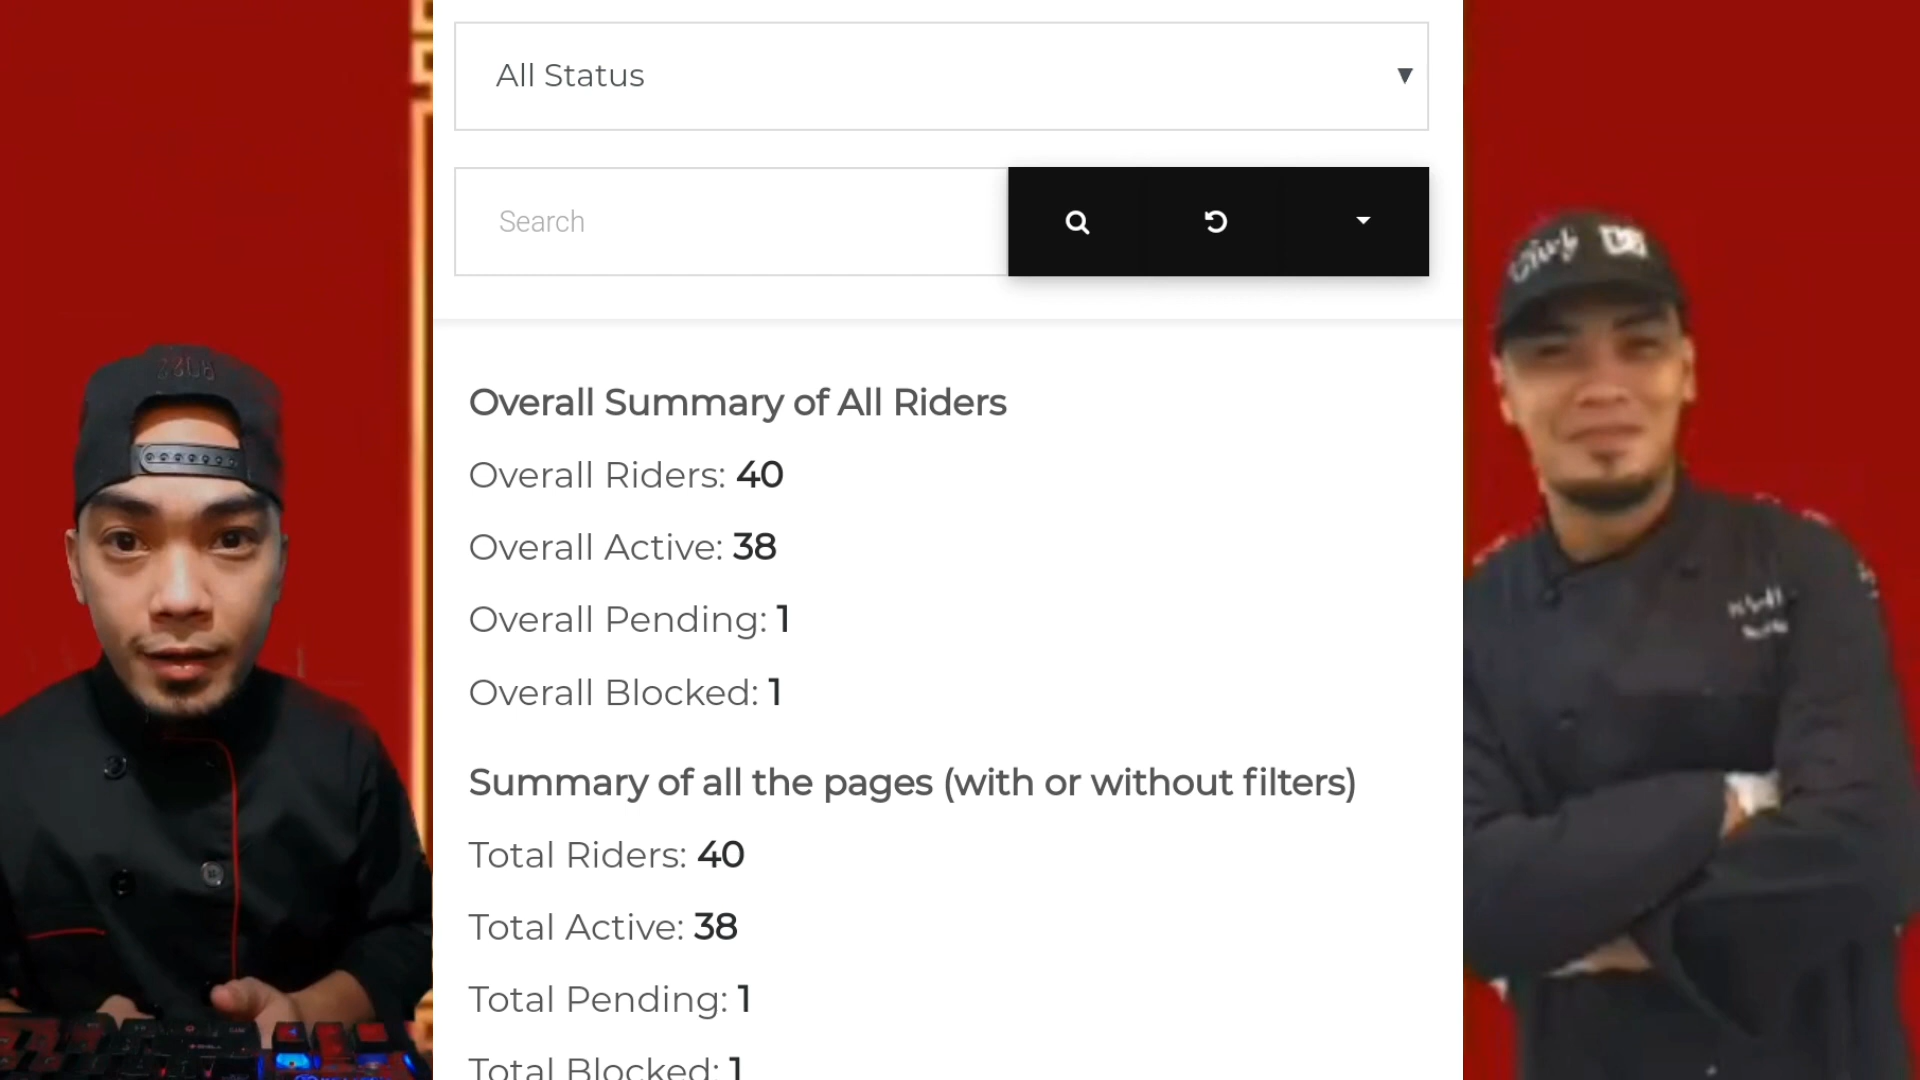 All Status
Search
Overall Summary of All Riders
Overall Riders: 40
Overall Active: 38
Overall Pending: 1
Overall Blocked: 1
Summary of all the pages (with or without filters)
Total Riders: 40
Total Active: 38
Total Pending: 1
Total Blocked: 1